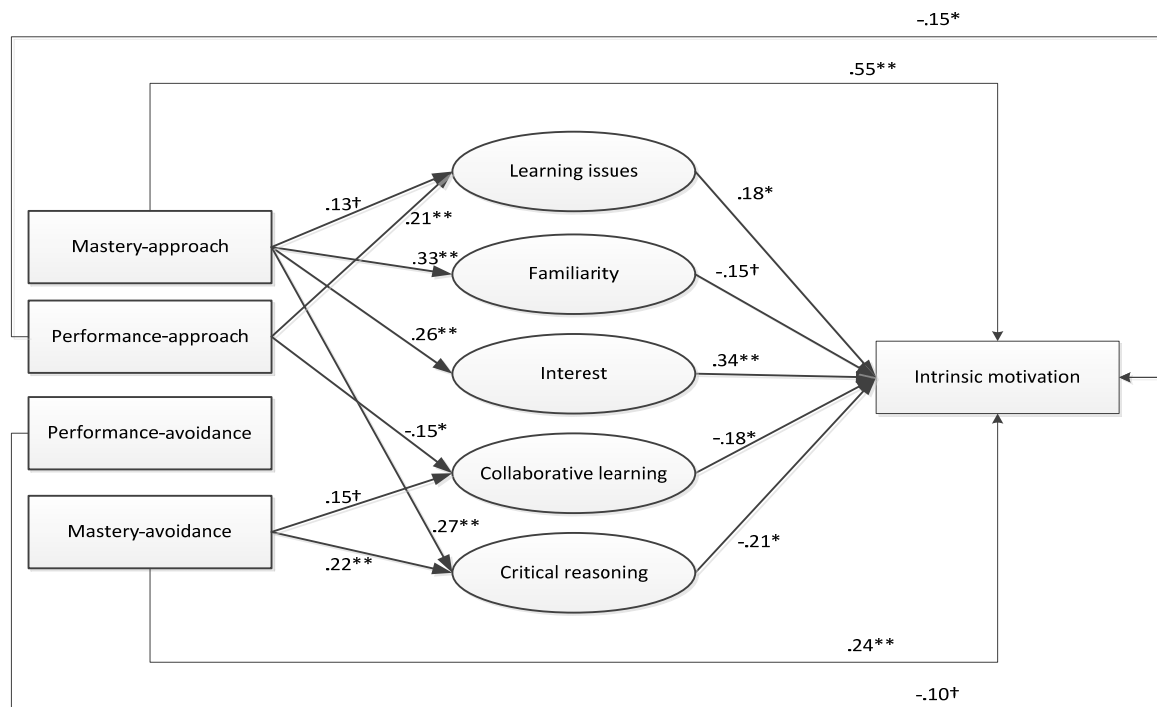 -.15*
.55**
Learning issues
.13†
.21**
.18*
Mastery-approach
.33**
Familiarity
-.15†
Performance-approach
.26**
Interest
.34**
Intrinsic motivation
Performance-avoidance
-.15*
Collaborative learning
-.18*
.15†
Mastery-avoidance
.27**
.22**
Critical reasoning
-.21*
.24**
-.10†